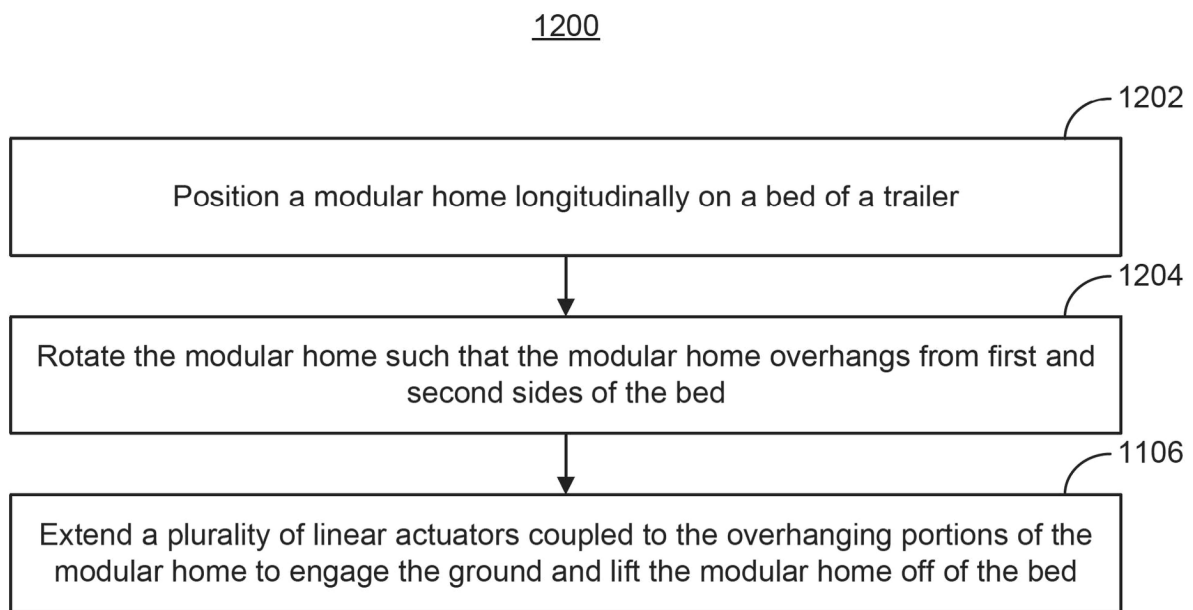 1200
1202
Position a modular home longitudinally on a bed of a trailer
1204
Rotate the modular home such that the modular home overhangs from first and
second sides of the bed
1106
Extend a plurality of linear actuators coupled to the overhanging portions of the
modular home to engage the ground and lift the modular home off of the bed